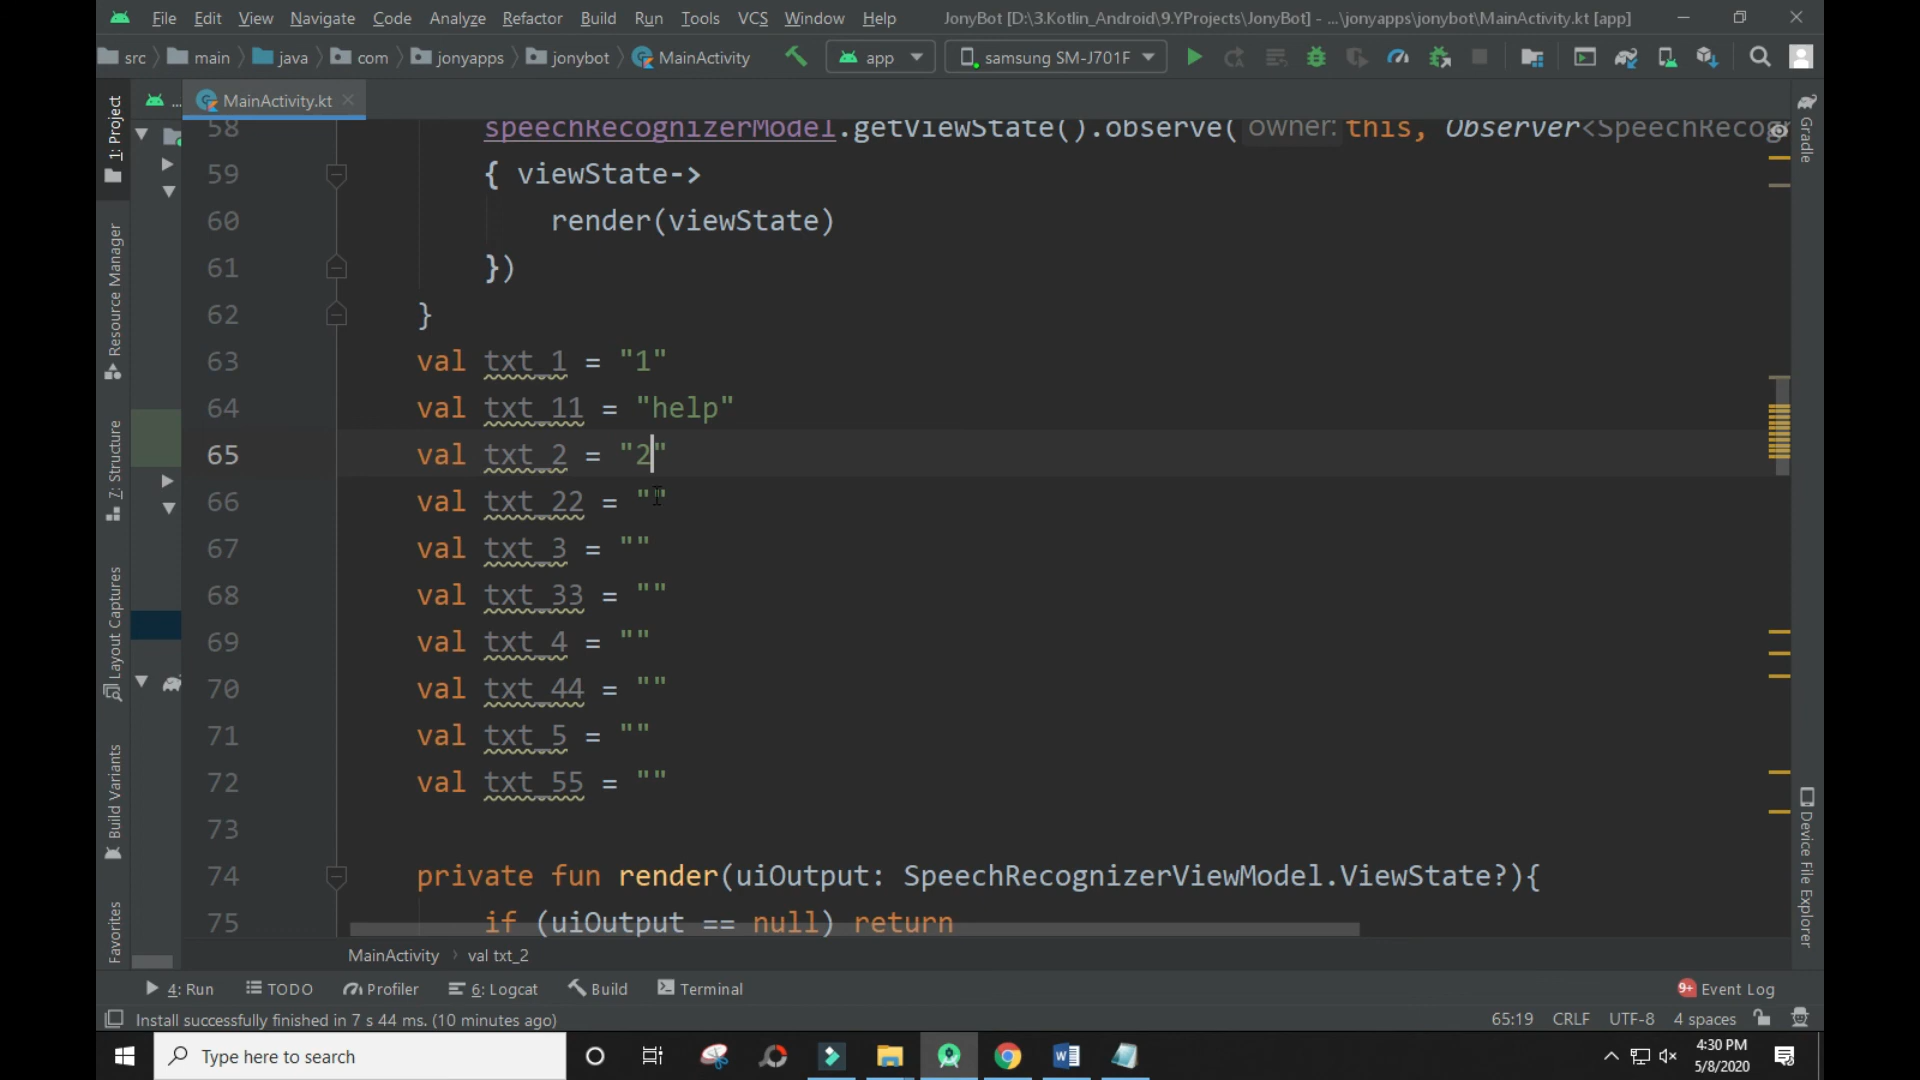 File Edit View Navigate Code Analyze Refactor Build Run Tools VCS Window Help JonyBot [D:\3.Kotlin_Android\9.YProjects\JonyBot] - ...\jonyapps\jonybot\MainActivity.kt [app]
src main java com jonyapps jonybot MainActivity app samsung SM-J701F
1: Project
...
MainActivity.kt
Gradle
58 speechRecognizerModel.getViewState().observe( owner: this, Observer<SpeechRecog
59 { viewState->
60 render(viewState)
61 })
62 }
63 val txt_1 = "1"
64 val txt_11 = "help"
65 val txt_2 = "2"
66 val txt_22 = ""
67 val txt_3 = ""
68 val txt_33 = ""
69 val txt_4 = ""
70 val txt_44 = ""
71 val txt_5 = ""
72 val txt_55 = ""
73
74 private fun render(uiOutput: SpeechRecognizerViewModel.ViewState?){
75 if (uiOutput == null) return
Resource Manager
7: Structure
Layout Captures
Build Variants
Favorites
Device File Explorer
MainActivity val txt_2
4: Run TODO Profiler 6: Logcat Build Terminal 9+ Event Log
Install successfully finished in 7 s 44 ms. (10 minutes ago) 65:19 CRLF UTF-8 4 spaces
Type here to search
4:30 PM
5/8/2020